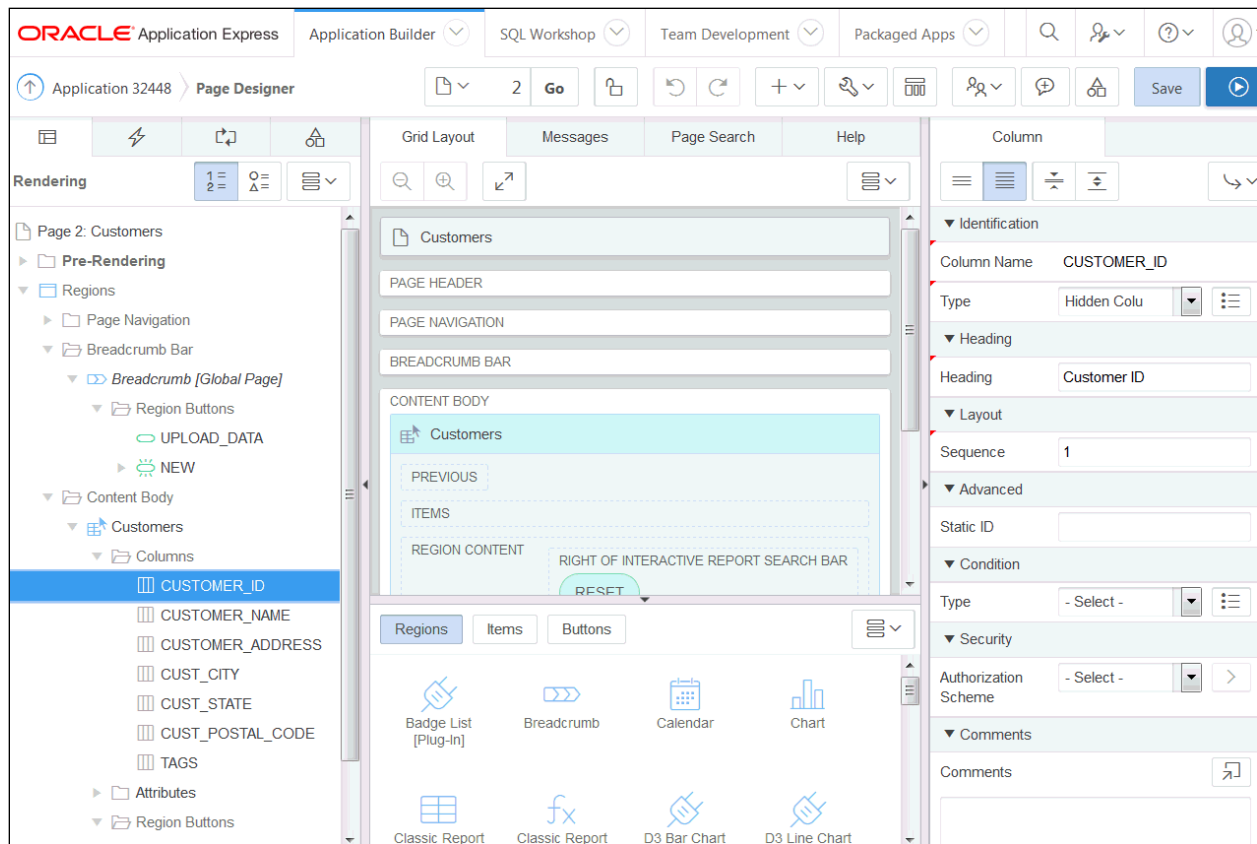 ORACLE Application Express
Application Builder
SQL Workshop
Team Development
Packaged Apps
Application 32448
Page Designer
2
Go
Save
Grid Layout
Messages
Page Search
Help
Column
Rendering
Page 2: Customers
Pre-Rendering
Regions
Page Navigation
Breadcrumb Bar
Breadcrumb [Global Page]
Region Buttons
UPLOAD_DATA
NEW
Content Body
Customers
Columns
CUSTOMER_ID
CUSTOMER_NAME
CUSTOMER_ADDRESS
CUST_CITY
CUST_STATE
CUST_POSTAL_CODE
TAGS
Attributes
Region Buttons
Customers
PAGE HEADER
PAGE NAVIGATION
BREADCRUMB BAR
CONTENT BODY
Customers
PREVIOUS
ITEMS
REGION CONTENT
RIGHT OF INTERACTIVE REPORT SEARCH BAR
RESET
Regions
Items
Buttons
Badge List
[Plug-In]
Breadcrumb
Calendar
Chart
Classic Report
Classic Report
D3 Bar Chart
D3 Line Chart
Identification
Column Name CUSTOMER_ID
Type Hidden Colu
Heading
Heading Customer ID
Layout
Sequence 1
Advanced
Static ID
Condition
Type - Select -
Security
Authorization
Scheme
- Select -
Comments
Comments